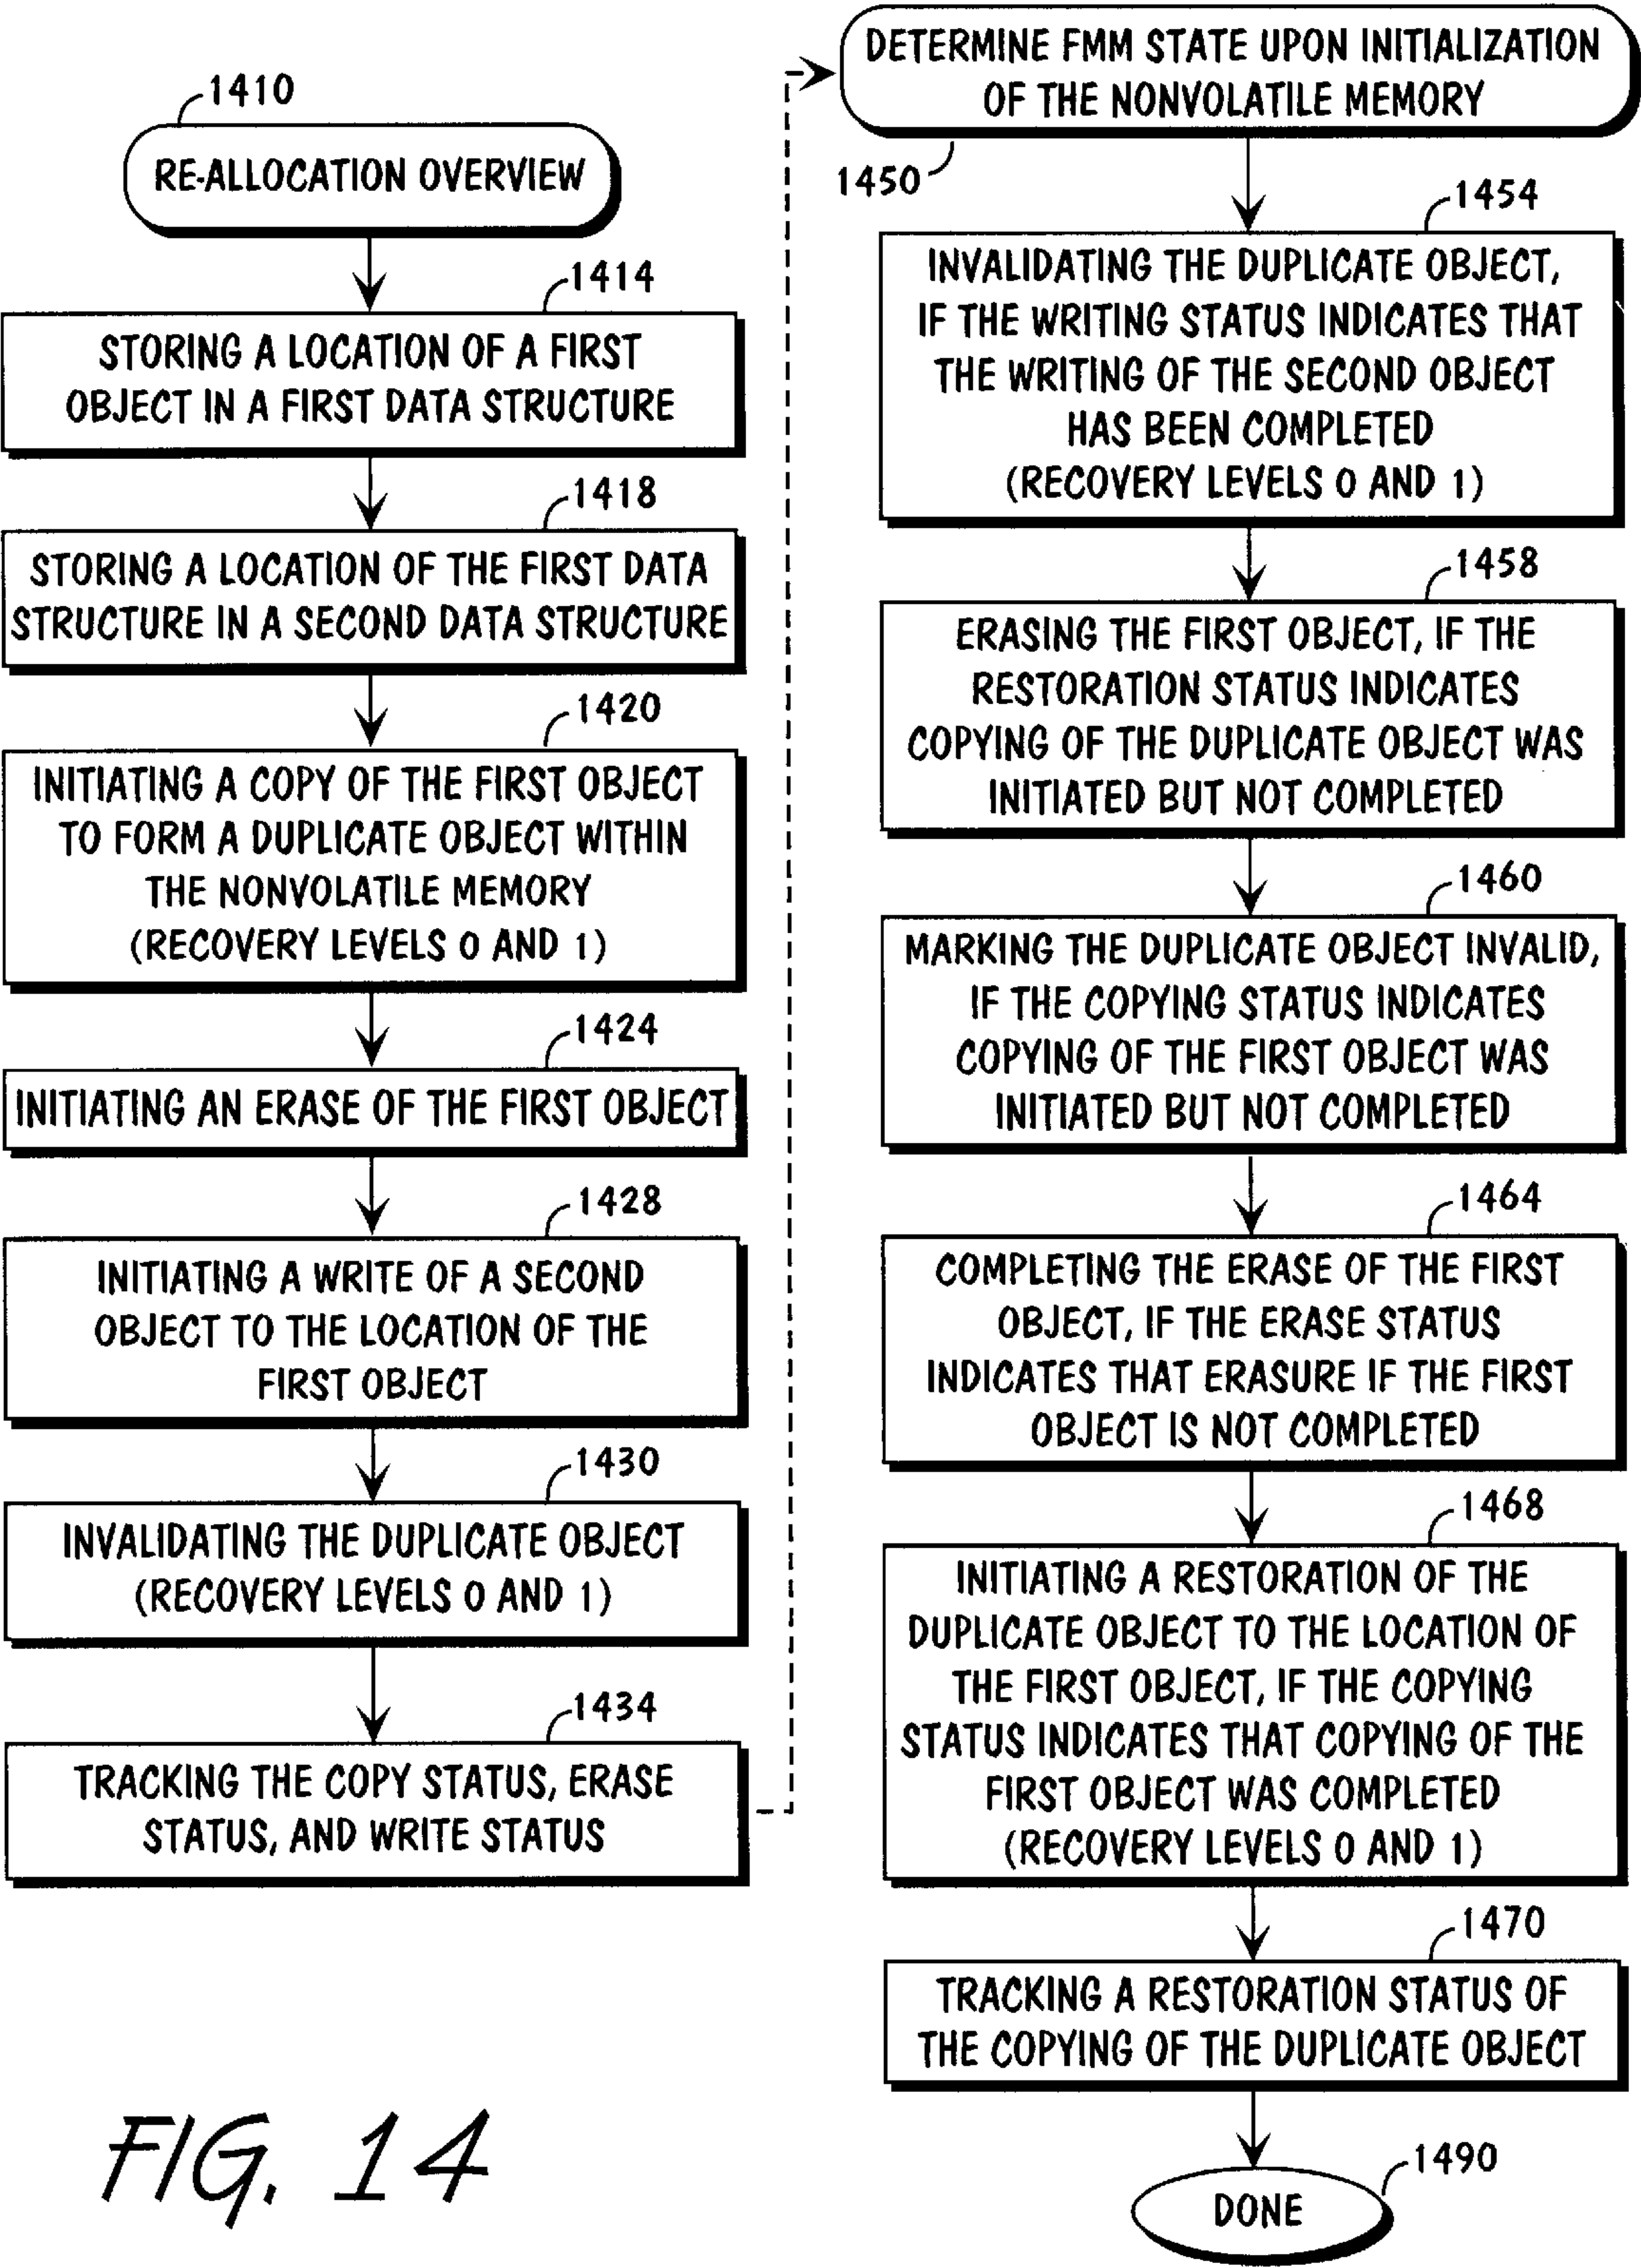 1410
RE-ALLOCATION OVERVIEW
1414
STORING A LOCATION OF A FIRST
OBJECT IN A FIRST DATA STRUCTURE
1418
STORING A LOCATION OF THE FIRST DATA
STRUCTURE IN A SECOND DATA STRUCTURE
1420
INITIATING A COPY OF THE FIRST OBJECT
TO FORM A DUPLICATE OBJECT WITHIN
THE NONVOLATILE MEMORY
(RECOVERY LEVELS 0 AND 1)
1424
INITIATING AN ERASE OF THE FIRST OBJECT
1428
INITIATING A WRITE OF A SECOND
OBJECT TO THE LOCATION OF THE
FIRST OBJECT
1430
INVALIDATING THE DUPLICATE OBJECT
(RECOVERY LEVELS 0 AND 1)
1434
TRACKING THE COPY STATUS, ERASE
STATUS, AND WRITE STATUS
DETERMINE FMM STATE UPON INITIALIZATION
OF THE NONVOLATILE MEMORY
1450
1454
INVALIDATING THE DUPLICATE OBJECT,
IF THE WRITING STATUS INDICATES THAT
THE WRITING OF THE SECOND OBJECT
HAS BEEN COMPLETED
(RECOVERY LEVELS 0 AND 1)
1458
ERASING THE FIRST OBJECT, IF THE
RESTORATION STATUS INDICATES
COPYING OF THE DUPLICATE OBJECT WAS
INITIATED BUT NOT COMPLETED
1460
MARKING THE DUPLICATE OBJECT INVALID,
IF THE COPYING STATUS INDICATES
COPYING OF THE FIRST OBJECT WAS
INITIATED BUT NOT COMPLETED
1464
COMPLETING THE ERASE OF THE FIRST
OBJECT, IF THE ERASE STATUS
INDICATES THAT ERASURE IF THE FIRST
OBJECT IS NOT COMPLETED
1468
INITIATING A RESTORATION OF THE
DUPLICATE OBJECT TO THE LOCATION OF
THE FIRST OBJECT, IF THE COPYING
STATUS INDICATES THAT COPYING OF THE
FIRST OBJECT WAS COMPLETED
(RECOVERY LEVELS 0 AND 1)
1470
TRACKING A RESTORATION STATUS OF
THE COPYING OF THE DUPLICATE OBJECT
1490
DONE
FIG. 14